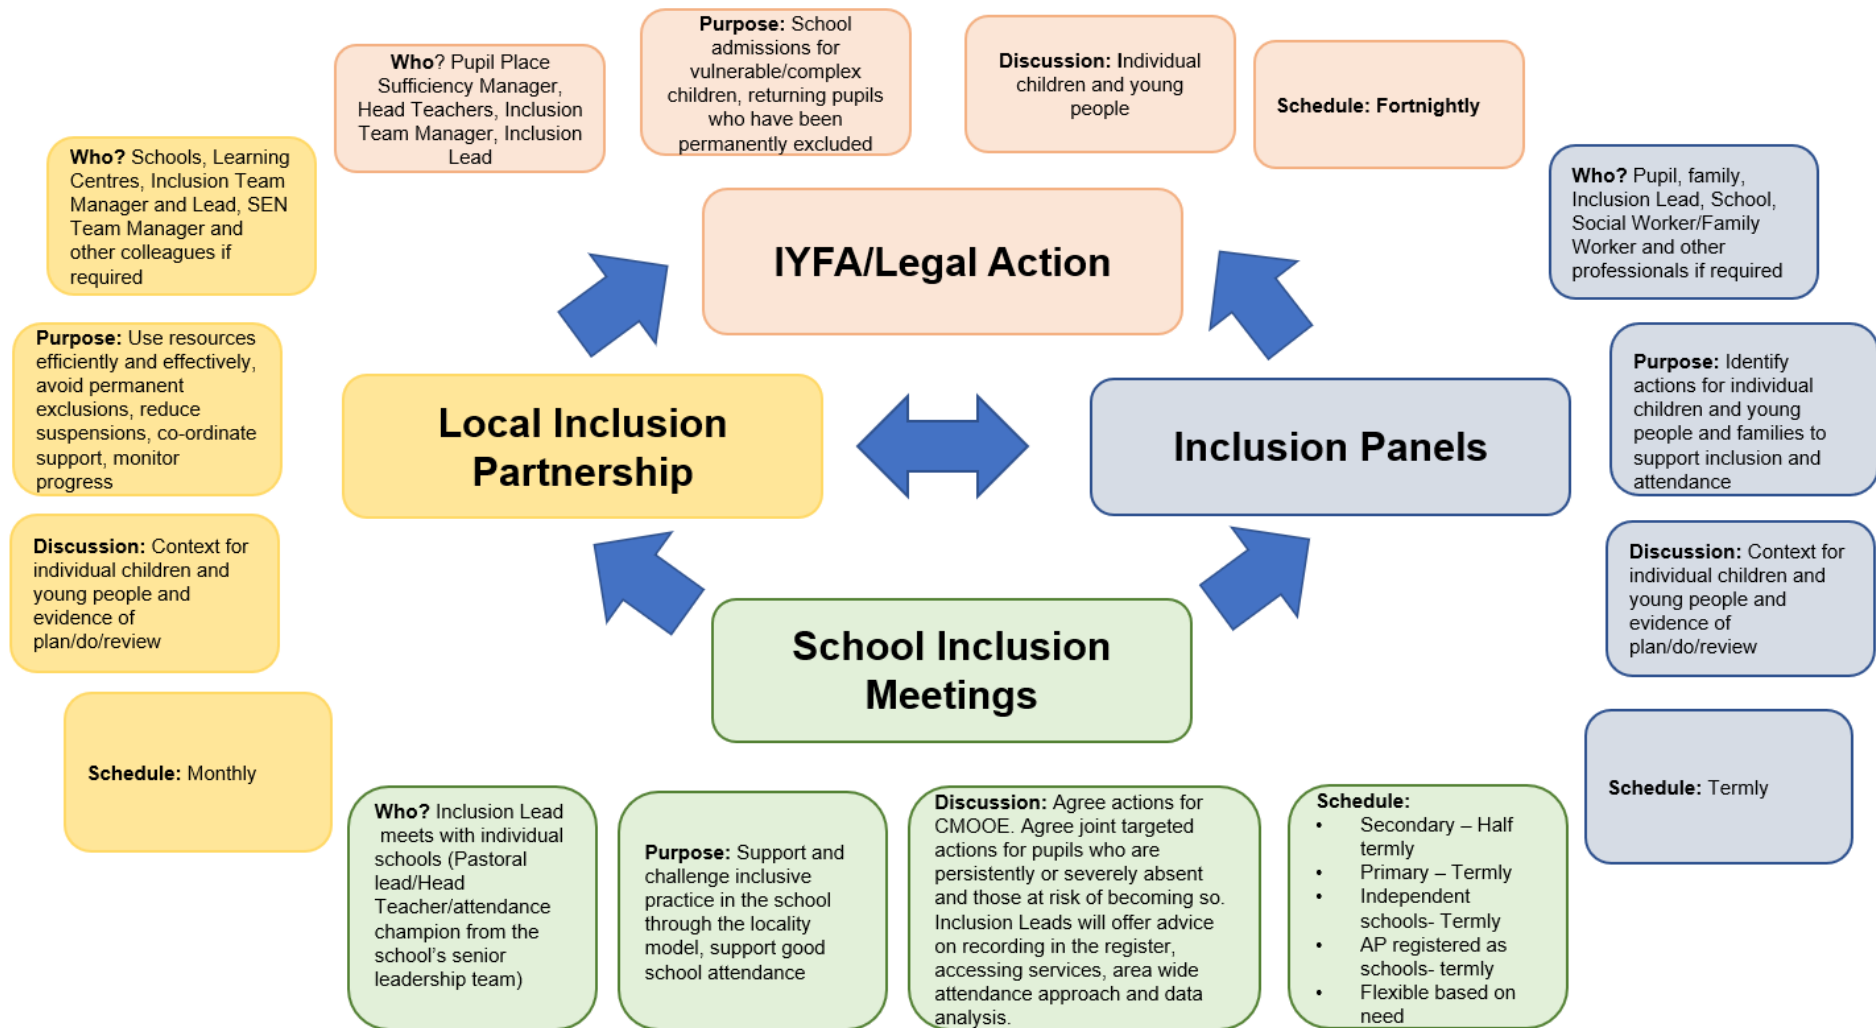 Who? Pupil Place
Sufficiency Manager,
Head Teachers, Inclusion
Team Manager, Inclusion
Lead
Purpose: School
admissions for
vulnerable/complex
children, returning pupils
who have been
permanently excluded
Discussion: Individual
children and young
people
Schedule: Fortnightly
IYFA/Legal Action
Who? Schools, Learning
Centres, Inclusion Team
Manager and Lead, SEN
Team Manager and
other colleagues if
required
Purpose: Use resources
efficiently and effectively,
avoid permanent
exclusions, reduce
suspensions, co-ordinate
support, monitor
progress
Discussion: Context for
individual children and
young people and
evidence of
plan/do/review
Schedule: Monthly
Local Inclusion
Partnership
Inclusion Panels
Who? Pupil, family,
Inclusion Lead, School,
Social Worker/Family
Worker and other
professionals if required
Purpose: Identify
actions for individual
children and young
people and families to
support inclusion and
attendance
Discussion: Context for
individual children and
young people and
evidence of
plan/do/review
Schedule: Termly
School Inclusion
Meetings
Who? Inclusion Lead
meets with individual
schools (Pastoral
lead/Head
Teacher/attendance
champion from the
school's senior
leadership team)
Purpose: Support and
challenge inclusive
practice in the school
through the locality
model, support good
school attendance
Discussion: Agree actions for
CMOOE. Agree joint targeted
actions for pupils who are
persistently or severely absent
and those at risk of becoming so.
Inclusion Leads will offer advice
on recording in the register,
accessing services, area wide
attendance approach and data
analysis.
Schedule:
• Secondary – Half
termly
• Primary – Termly
• Independent
schools- Termly
• AP registered as
schools- termly
• Flexible based on
need